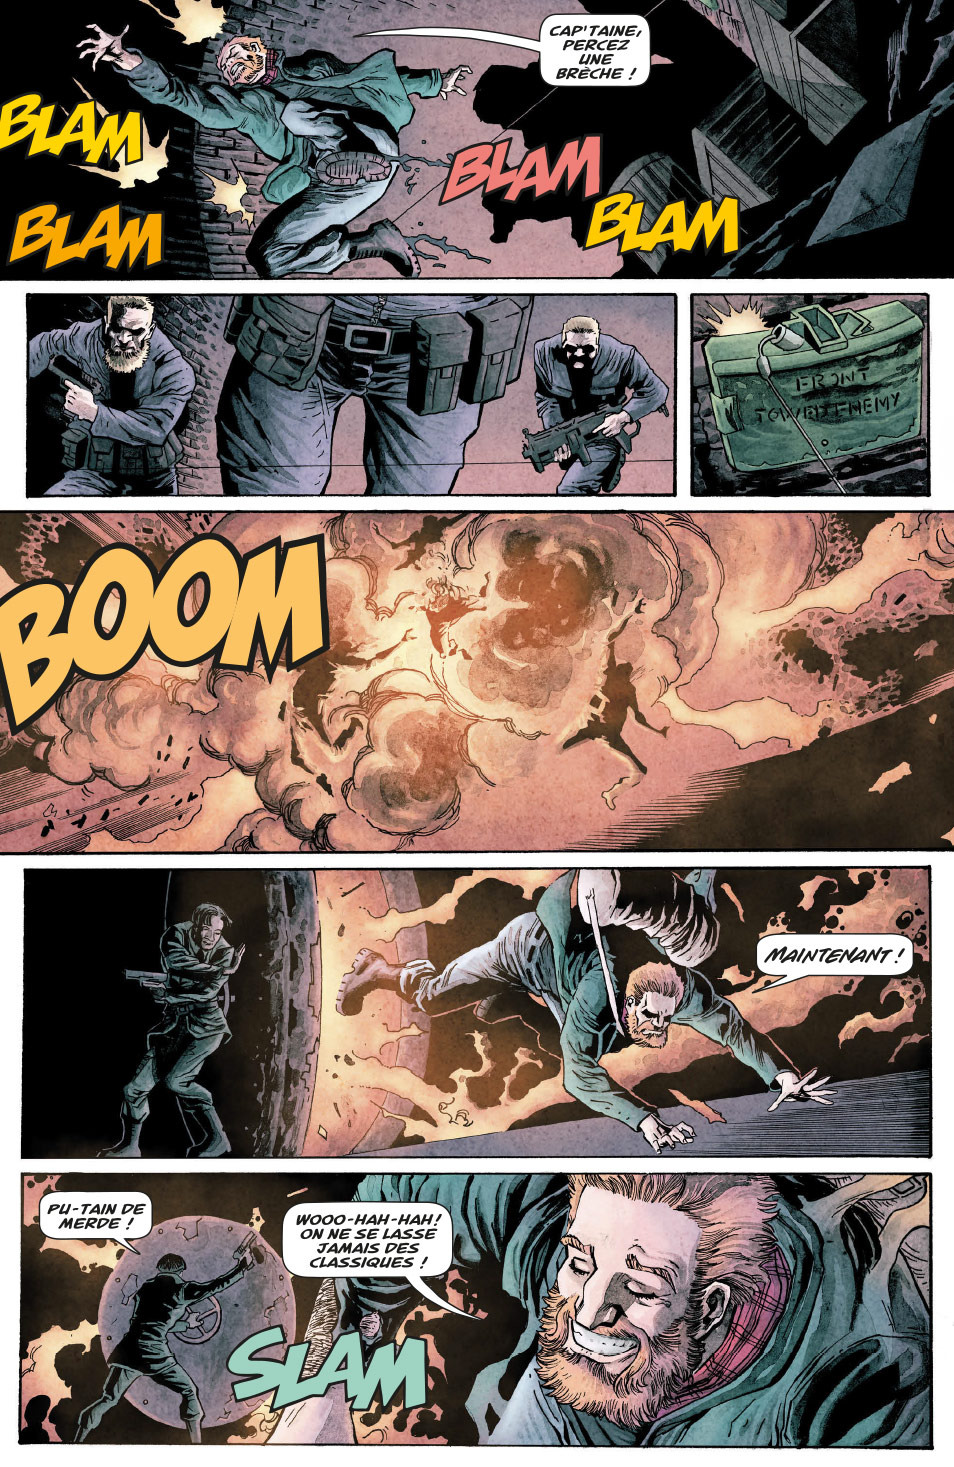 CAP'TAINE,
PERCEZ
UNE
BRÈCHE !
BLAM
BLAM
BLAM
BLAM
FRONT
TOWARD ENEMY
BOOM
MAINTENANT !
PU-TAIN DE
MERDE !
WOOO-HAH-HAH!
ON NE SE LASSE
JAMAIS DES
CLASSIQUES !
SLAM